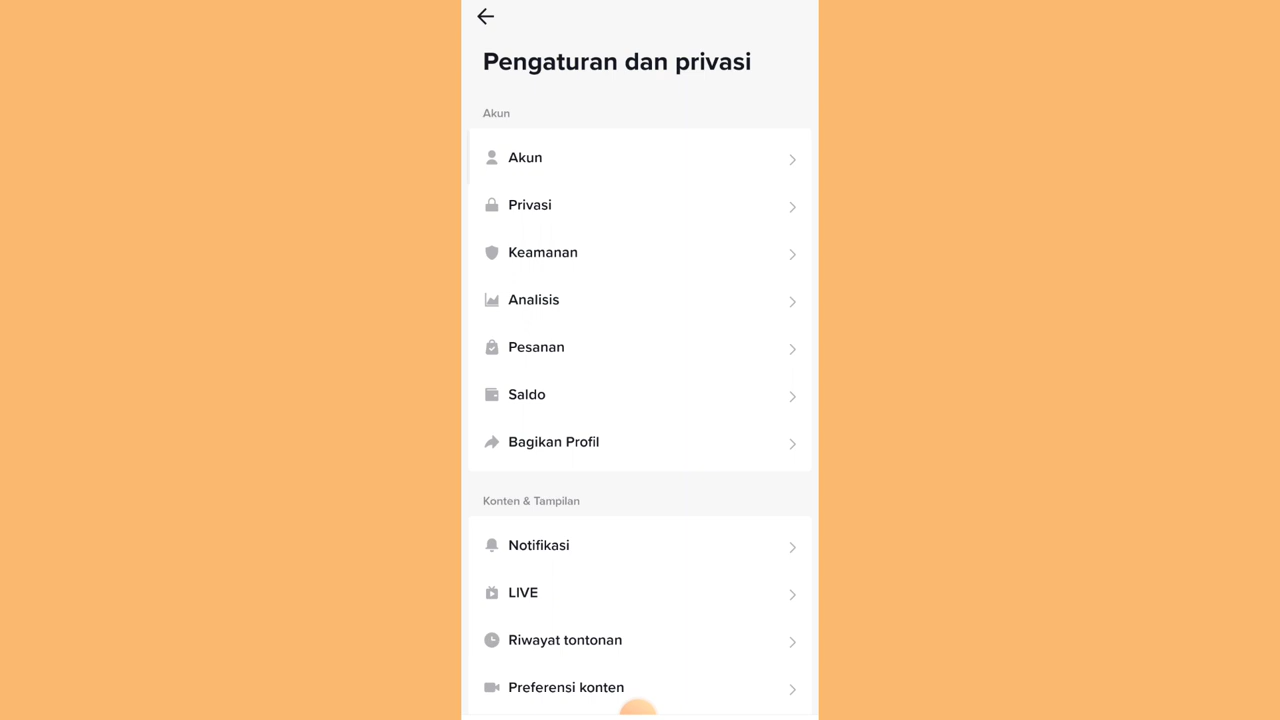 Pengaturan dan privasi
Akun
Akun
Privasi
Keamanan
Analisis
Pesanan
Saldo
Bagikan Profil
Konten & Tampilan
Notifikasi
LIVE
Riwayat tontonan
Preferensi konten